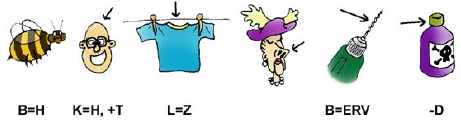 B=H K=H, +T L=Z B=ERV -D